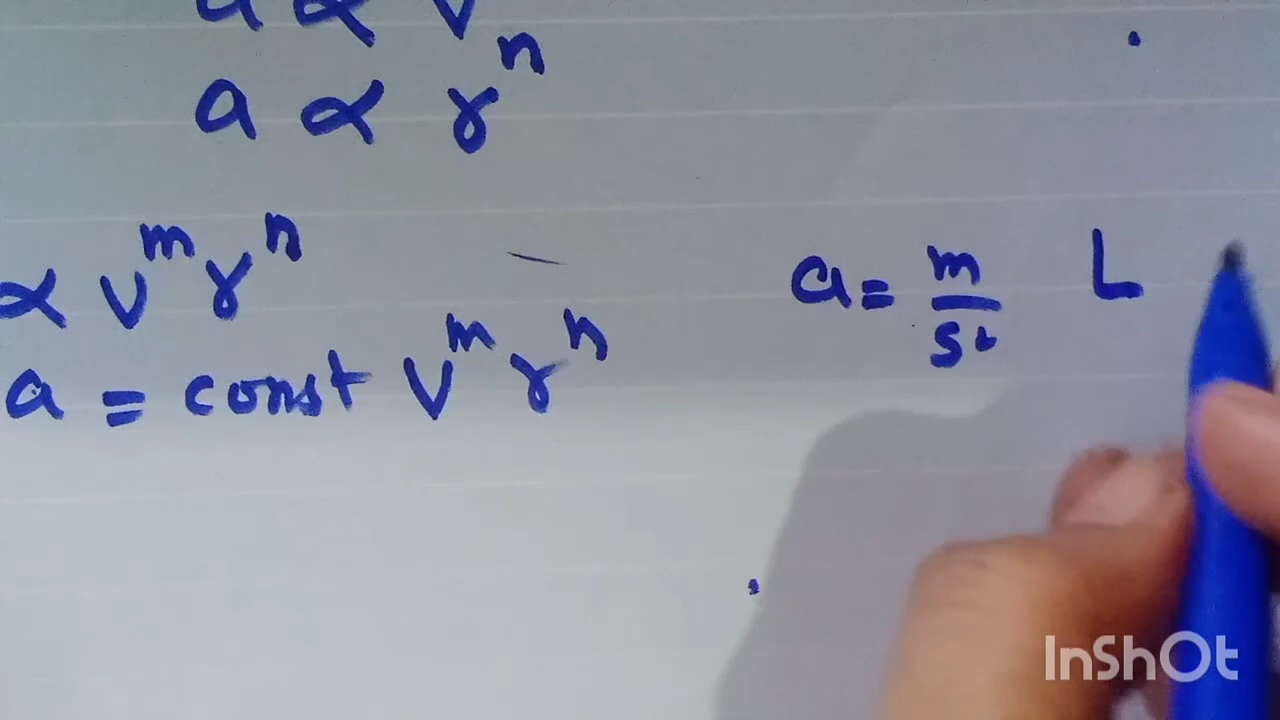 a α v
a α r^n
α v^m r^n
a = m/s² L
a = const v^m r^n
InShOt